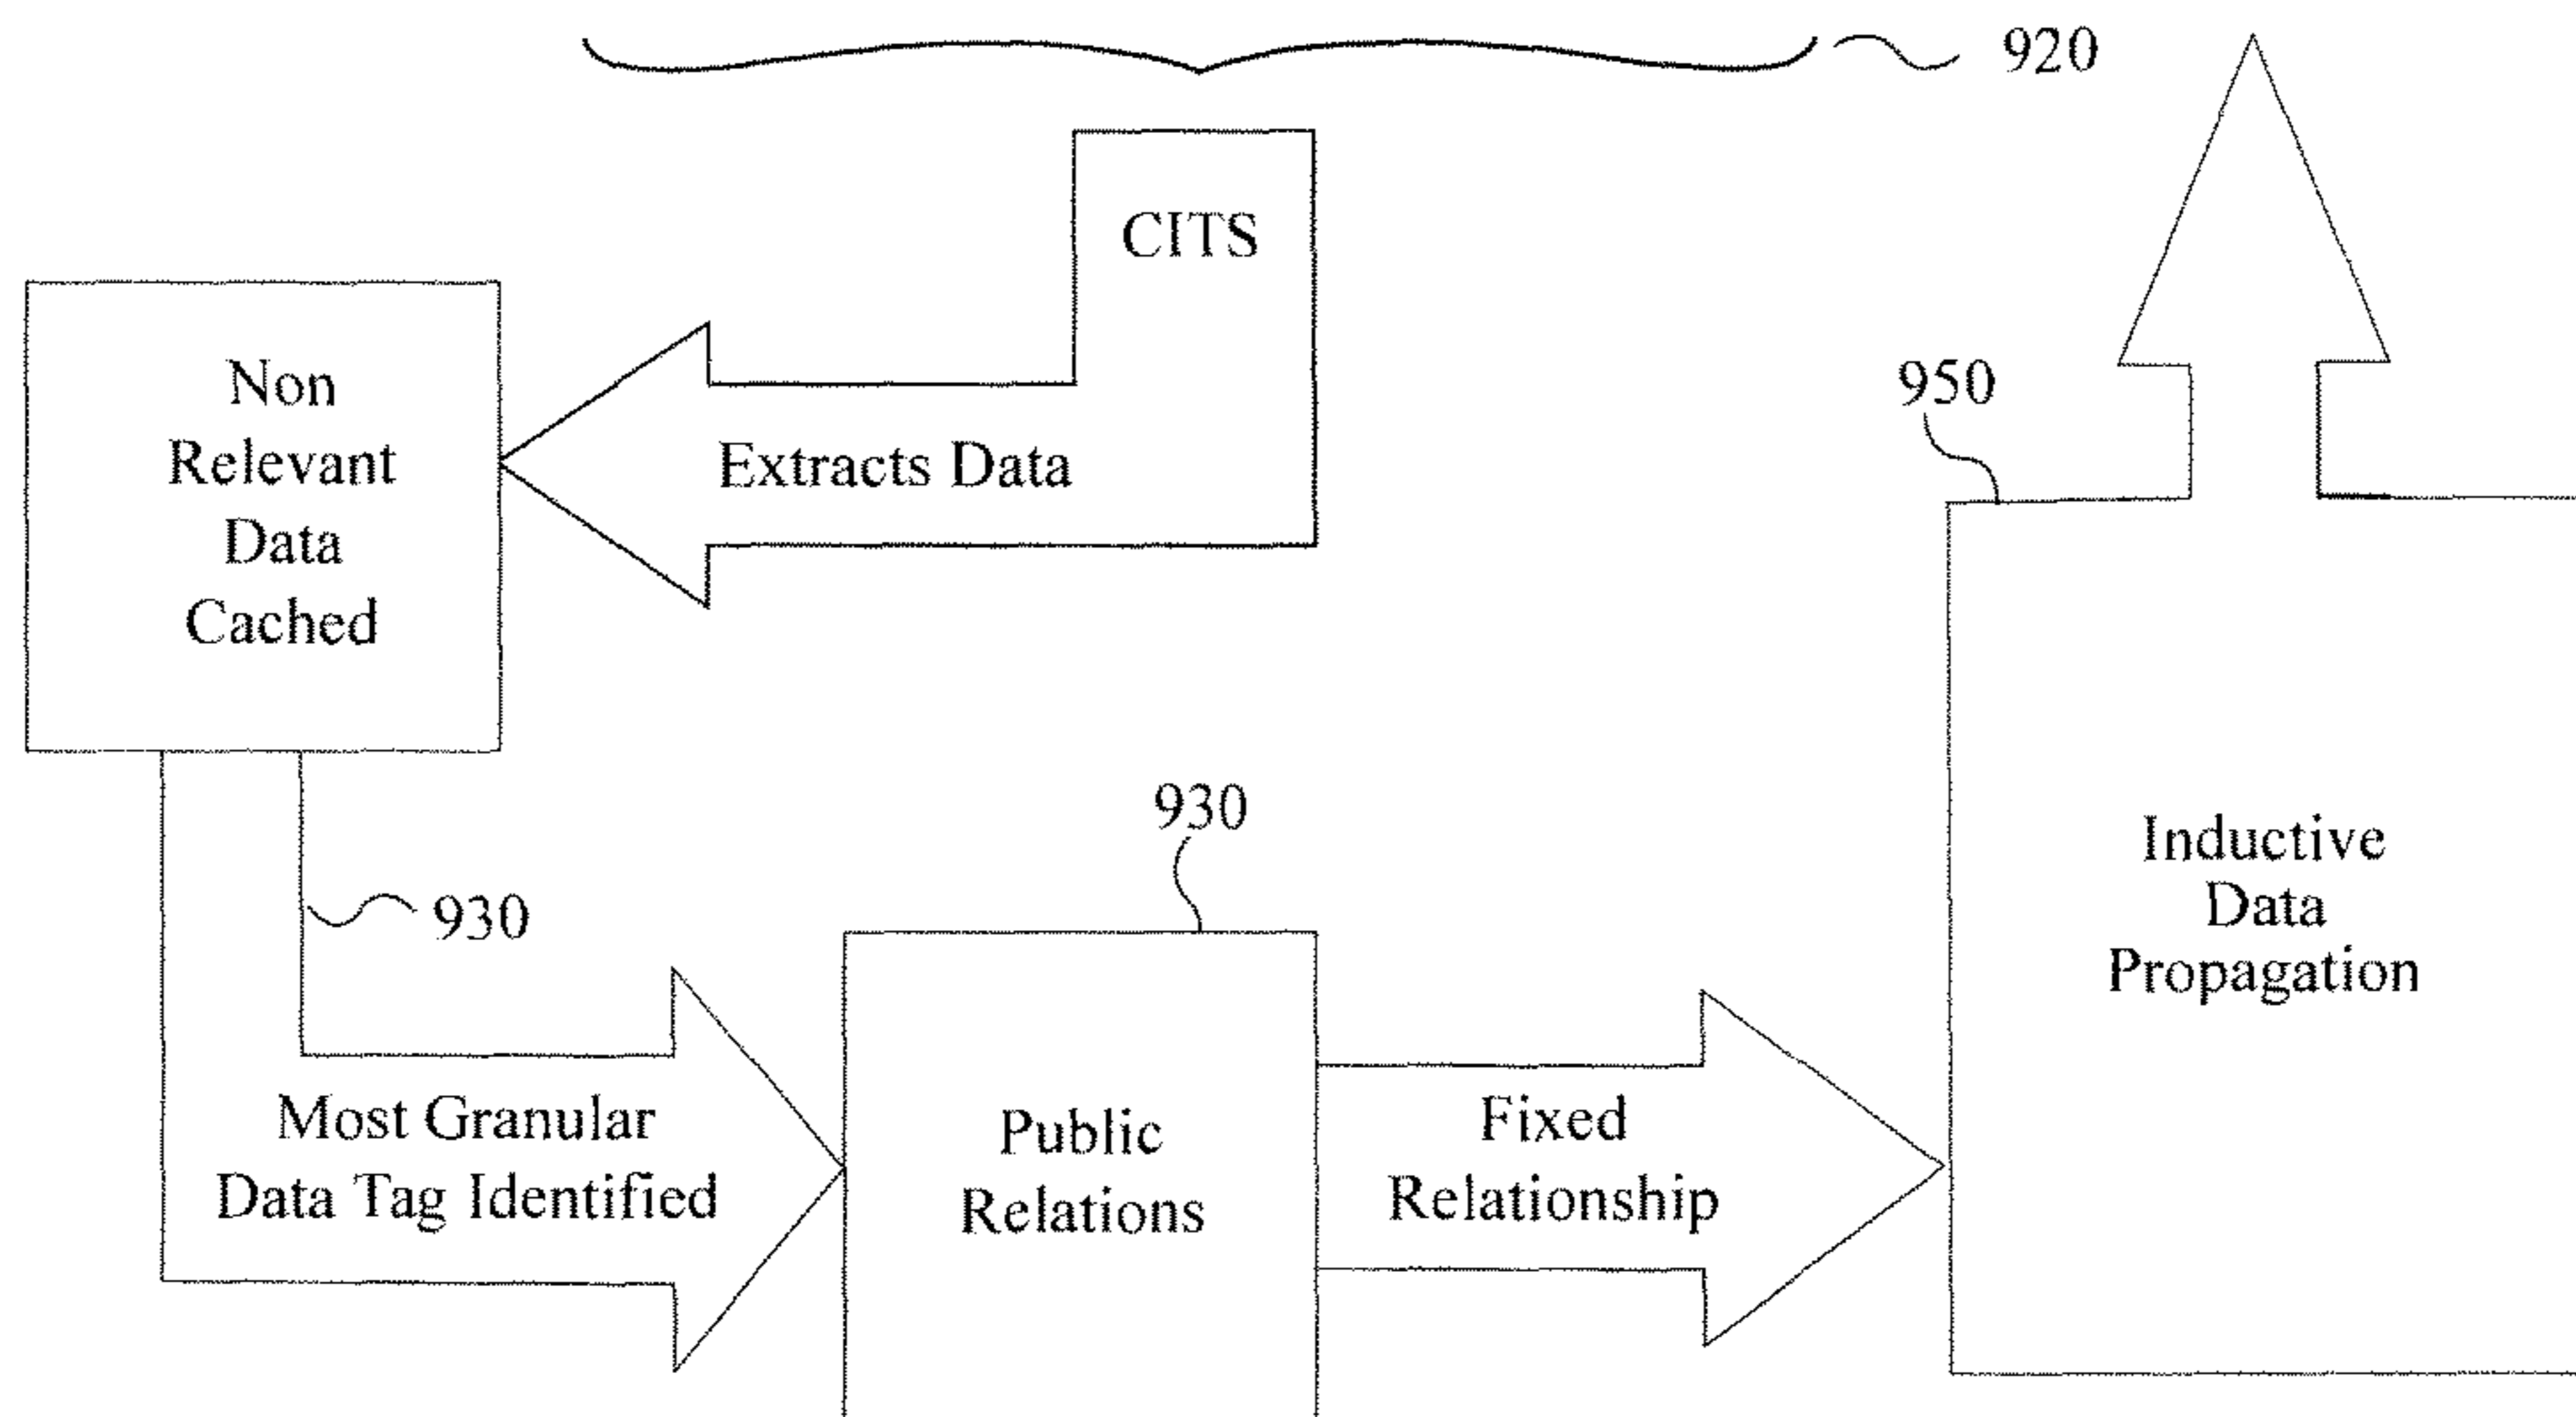 920
CITS
Non
Relevant
Data
Cached
Extracts Data
950
930
930
Most Granular
Data Tag Identified
Public
Relations
Fixed
Relationship
Inductive
Data
Propagation